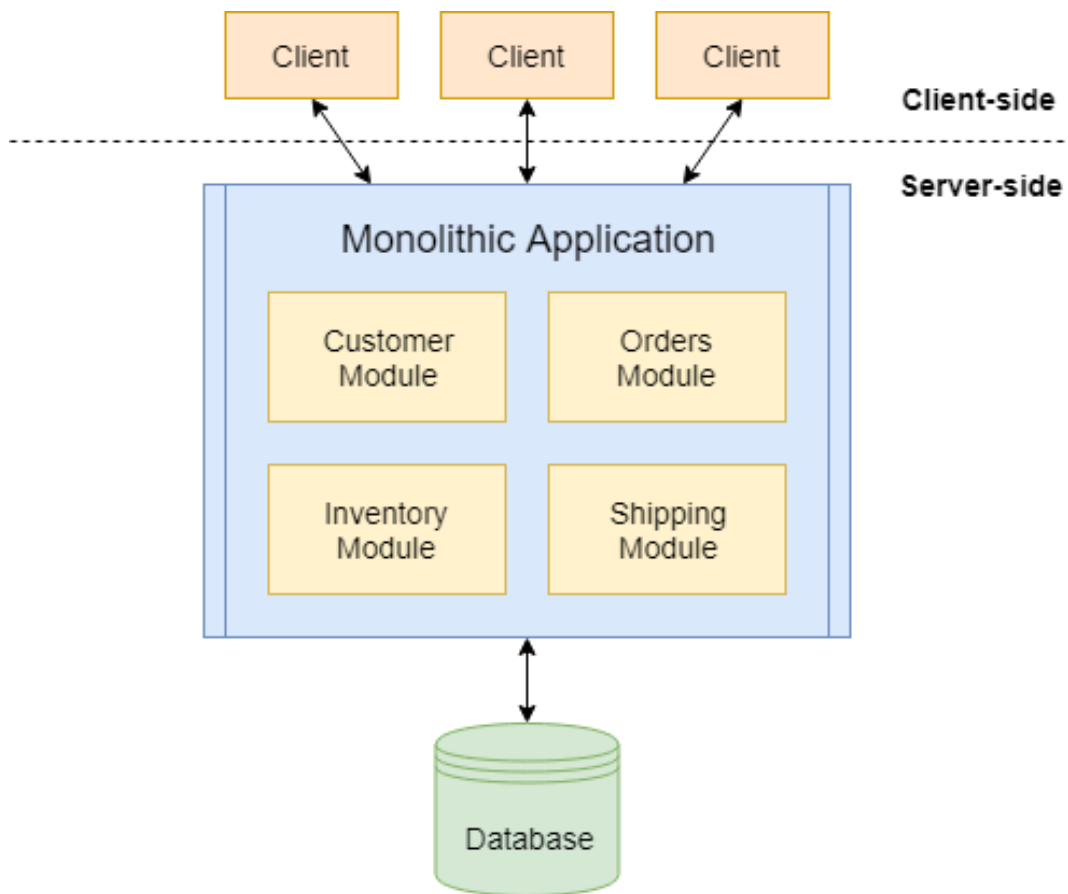 Client
Client
Client
Client-side
Server-side
Monolithic Application
Customer
Module
Orders
Module
Inventory
Module
Shipping
Module
Database